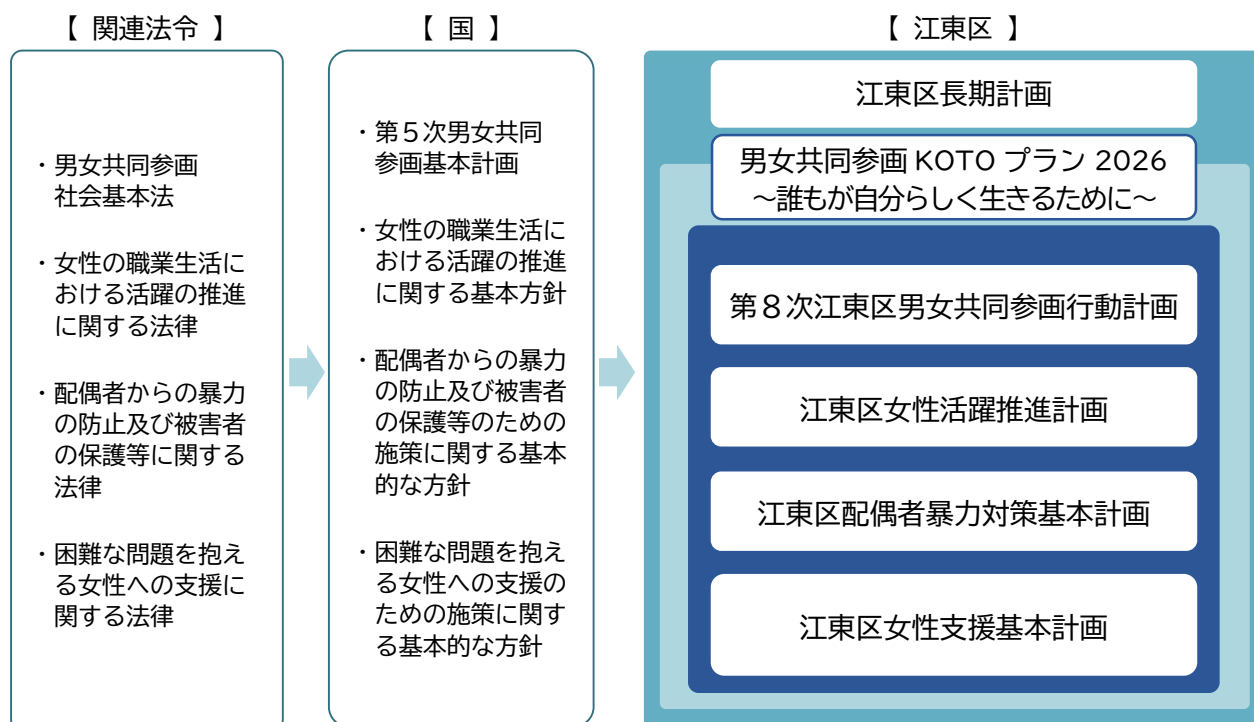 【 関連法令 】
・男女共同参画
社会基本法
・女性の職業生活に
おける活躍の推進
に関する法律
・配偶者からの暴力
の防止及び被害者
の保護等に関する
法律
・困難な問題を抱え
る女性への支援に
関する法律
【 国 】
・第５次男女共同
参画基本計画
・女性の職業生活に
おける活躍の推進
に関する基本方針
・配偶者からの暴力
の防止及び被害者
の保護等のための
施策に関する基本
的な方針
・困難な問題を抱え
る女性への支援の
ための施策に関す
る基本的な方針
【 江東区 】
江東区長期計画
男女共同参画 KOTO プラン 2026
～誰もが自分らしく生きるために～
第８次江東区男女共同参画行動計画
江東区女性活躍推進計画
江東区配偶者暴力対策基本計画
江東区女性支援基本計画